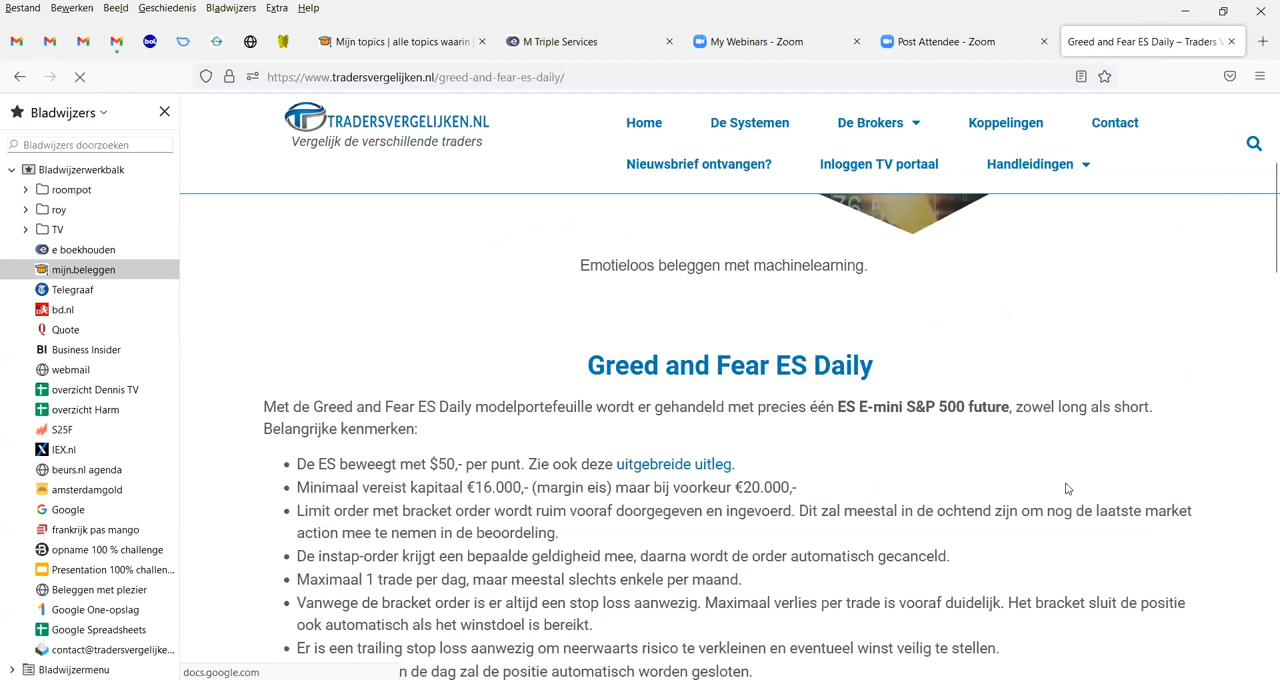 Bestand Bewerken Beeld Geschiedenis Bladwijzers Extra Help
bol Mijn topics | alle topics waarin M Triple Services My Webinars - Zoom Post Attendee - Zoom Greed and Fear ES Daily – Traders V
https://www.tradersvergelijken.nl/greed-and-fear-es-daily/
Bladwijzers
Bladwijzers doorzoeken
Bladwijzerwerkbalk
roompot
roy
TV
e boekhouden
mijn.beleggen
Telegraaf
bd.nl
Quote
BI Business Insider
webmail
overzicht Dennis TV
overzicht Harm
S25F
IEX.nl
beurs.nl agenda
amsterdamgold
Google
frankrijk pas mango
opname 100 % challenge
Presentation 100% challen...
Beleggen met plezier
Google One-opslag
Google Spreadsheets
contact@tradersvergelijke...
Bladwijzermenu
TRADERSVERGELIJKEN.NL
Vergelijk de verschillende traders
Home De Systemen De Brokers Koppelingen Contact
Nieuwsbrief ontvangen? Inloggen TV portaal Handleidingen
Emotieloos beleggen met machinelearning.
Greed and Fear ES Daily
Met de Greed and Fear ES Daily modelportefeuille wordt er gehandeld met precies één ES E-mini S&P 500 future, zowel long als short.
Belangrijke kenmerken:
• De ES beweegt met $50,- per punt. Zie ook deze uitgebreide uitleg.
• Minimaal vereist kapitaal €16.000,- (margin eis) maar bij voorkeur €20.000,-
• Limit order met bracket order wordt ruim vooraf doorgegeven en ingevoerd. Dit zal meestal in de ochtend zijn om nog de laatste market
action mee te nemen in de beoordeling.
• De instap-order krijgt een bepaalde geldigheid mee, daarna wordt de order automatisch gecanceld.
• Maximaal 1 trade per dag, maar meestal slechts enkele per maand.
• Vanwege de bracket order is er altijd een stop loss aanwezig. Maximaal verlies per trade is vooraf duidelijk. Het bracket sluit de positie
ook automatisch als het winstdoel is bereikt.
• Er is een trailing stop loss aanwezig om neerwaarts risico te verkleinen en eventueel winst veilig te stellen.
n de dag zal de positie automatisch worden gesloten.
docs.google.com